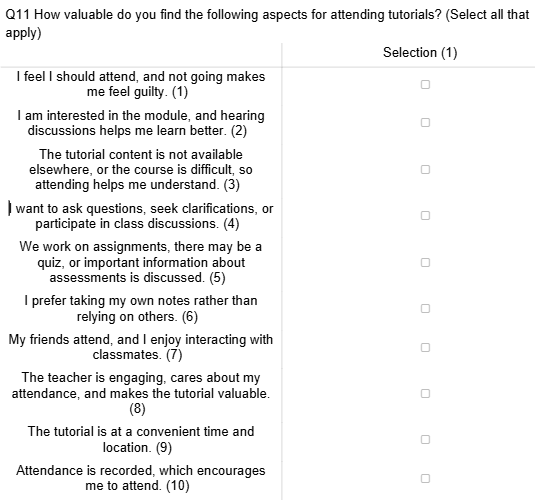 Q11 How valuable do you find the following aspects for attending tutorials? (Select all that
apply)
Selection (1)
I feel I should attend, and not going makes
me feel guilty. (1)
I am interested in the module, and hearing
discussions helps me learn better. (2)
The tutorial content is not available
elsewhere, or the course is difficult, so
attending helps me understand. (3)
I want to ask questions, seek clarifications, or
participate in class discussions. (4)
We work on assignments, there may be a
quiz, or important information about
assessments is discussed. (5)
I prefer taking my own notes rather than
relying on others. (6)
My friends attend, and I enjoy interacting with
classmates. (7)
The teacher is engaging, cares about my
attendance, and makes the tutorial valuable.
(8)
The tutorial is at a convenient time and
location. (9)
Attendance is recorded, which encourages
me to attend. (10)